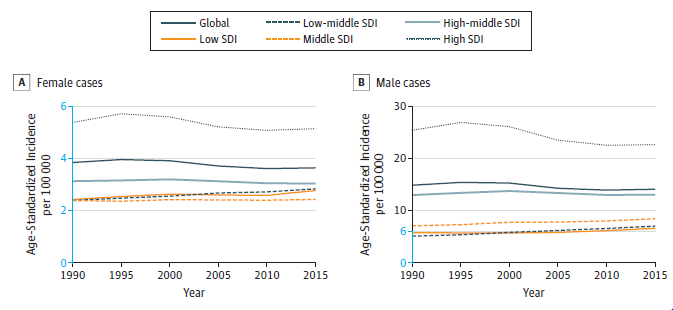 Global Low-middle SDI High-middle SDI
Low SDI Middle SDI High SDI
A Female cases
Age-Standardized Incidence
per 100 000
6
4
2
0
1990 1995 2000 2005 2010 2015
Year
B Male cases
Age-Standardized Incidence
per 100 000
30
20
10
6
0
1990 1995 2000 2005 2010 2015
Year
.